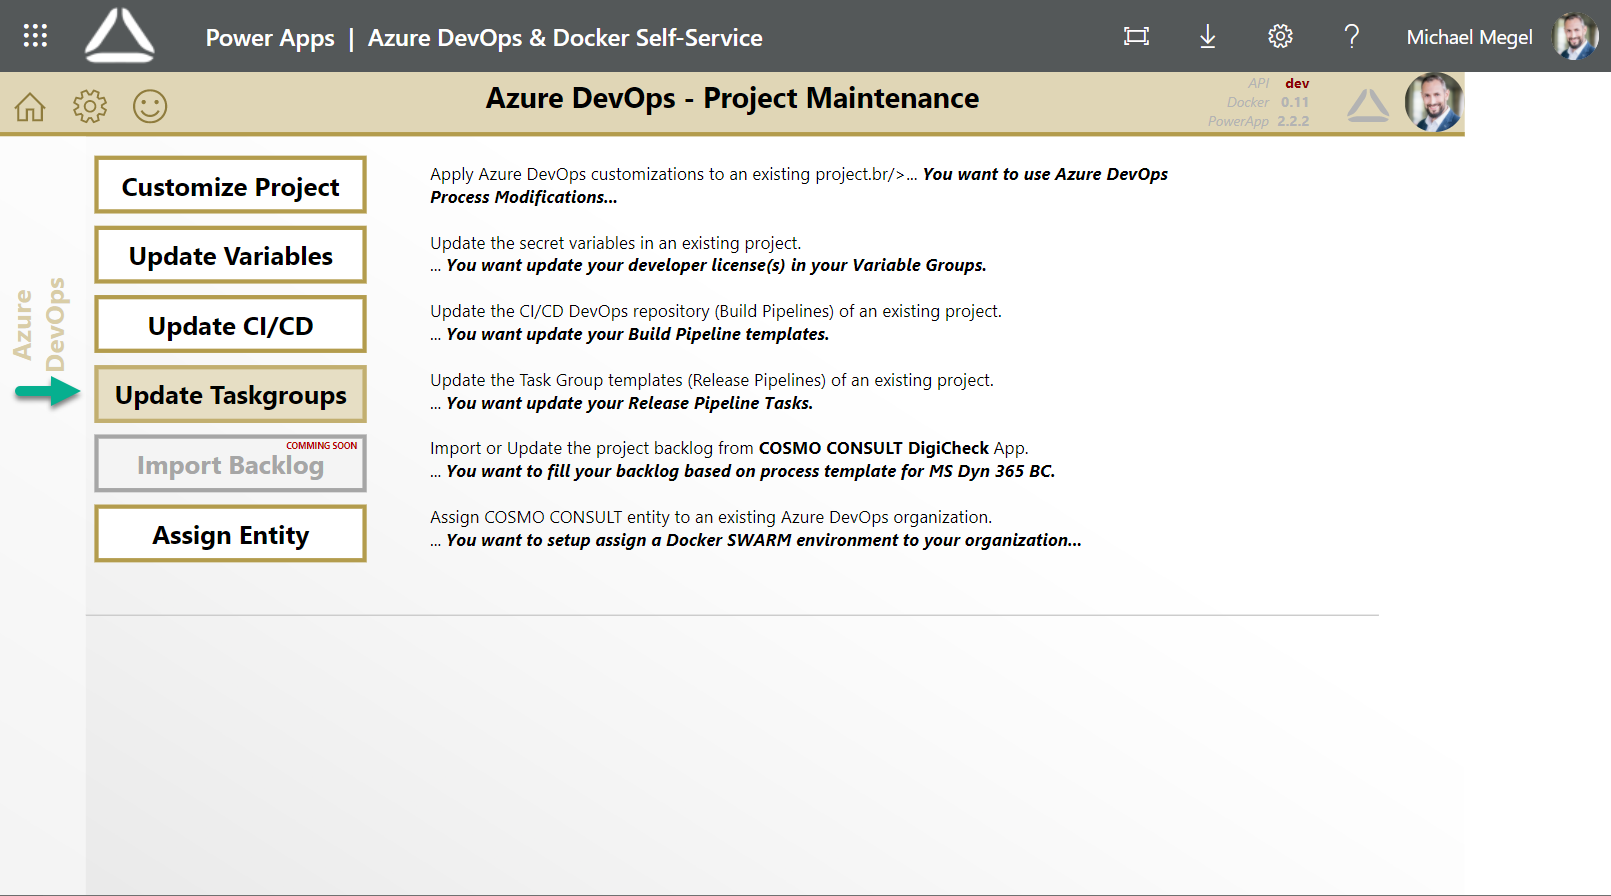 Power Apps | Azure DevOps & Docker Self-Service
Michael Megel
Azure DevOps - Project Maintenance
API dev
Docker 0.11
PowerApp 2.2.2
Azure
DevOps
Customize Project
Apply Azure DevOps customizations to an existing project.br/>... You want to use Azure DevOps
Process Modifications...
Update Variables
Update the secret variables in an existing project.
... You want update your developer license(s) in your Variable Groups.
Update CI/CD
Update the CI/CD DevOps repository (Build Pipelines) of an existing project.
... You want update your Build Pipeline templates.
Update Taskgroups
Update the Task Group templates (Release Pipelines) of an existing project.
... You want update your Release Pipeline Tasks.
COMMING SOON
Import Backlog
Import or Update the project backlog from COSMO CONSULT DigiCheck App.
... You want to fill your backlog based on process template for MS Dyn 365 BC.
Assign Entity
Assign COSMO CONSULT entity to an existing Azure DevOps organization.
... You want to setup assign a Docker SWARM environment to your organization...